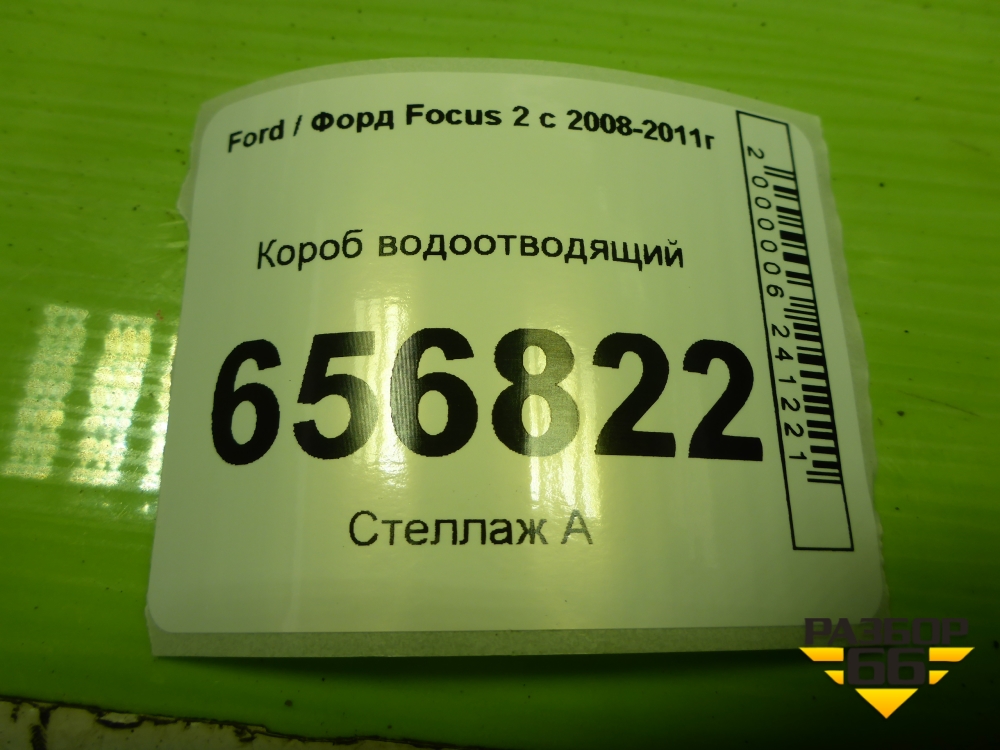 Ford / Форд Focus 2 с 2008-2011г
Короб водоотводящий
656822
Стеллаж А
2000006241221
РАЗБОР
66